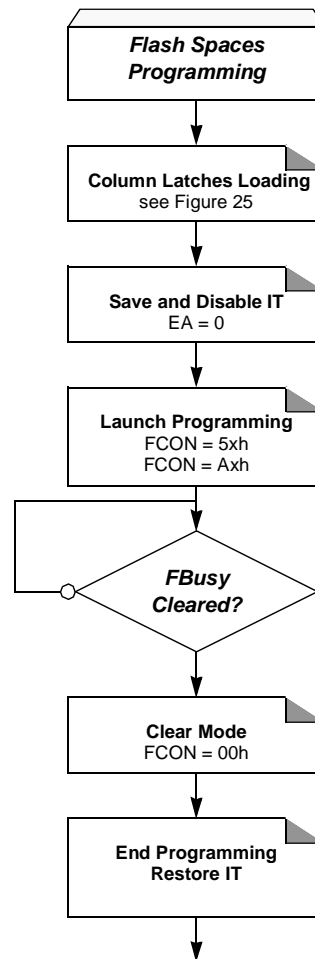 Flash Spaces
Programming
Column Latches Loading
see Figure 25
Save and Disable IT
EA = 0
Launch Programming
FCON = 5xh
FCON = Axh
FBusy
Cleared?
Clear Mode
FCON = 00h
End Programming
Restore IT